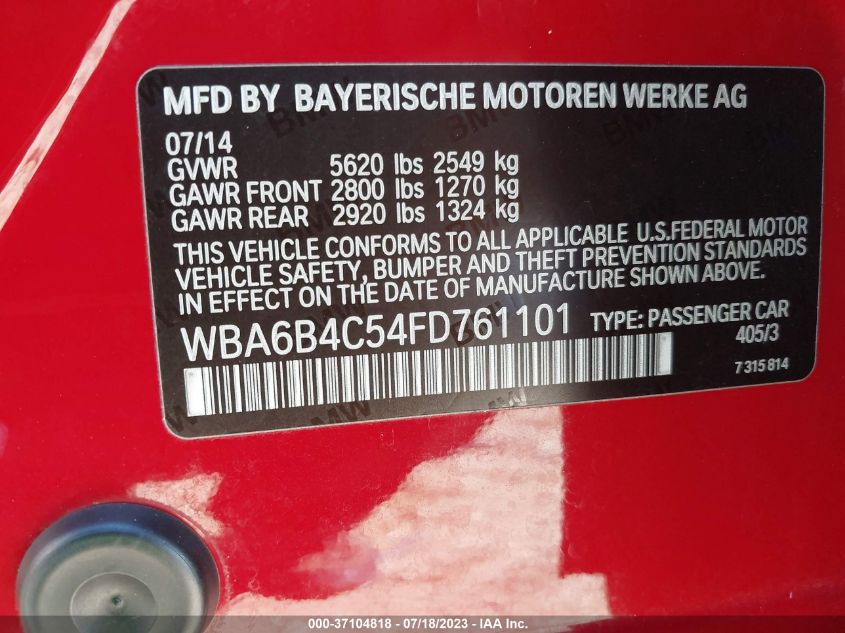 MFD BY BAYERISCHE MOTOREN WERKE AG
07/14
GVWR 5620 lbs 2549 kg
GAWR FRONT 2800 lbs 1270 kg
GAWR REAR 2920 lbs 1324 kg
THIS VEHICLE CONFORMS TO ALL APPLICABLE U.S.FEDERAL MOTOR
VEHICLE SAFETY, BUMPER AND THEFT PREVENTION STANDARDS
IN EFFECT ON THE DATE OF MANUFACTURE SHOWN ABOVE.
WBA6B4C54FD761101 TYPE: PASSENGER CAR
405/3
7315814
000-37104818 - 07/18/2023 - IAA Inc.